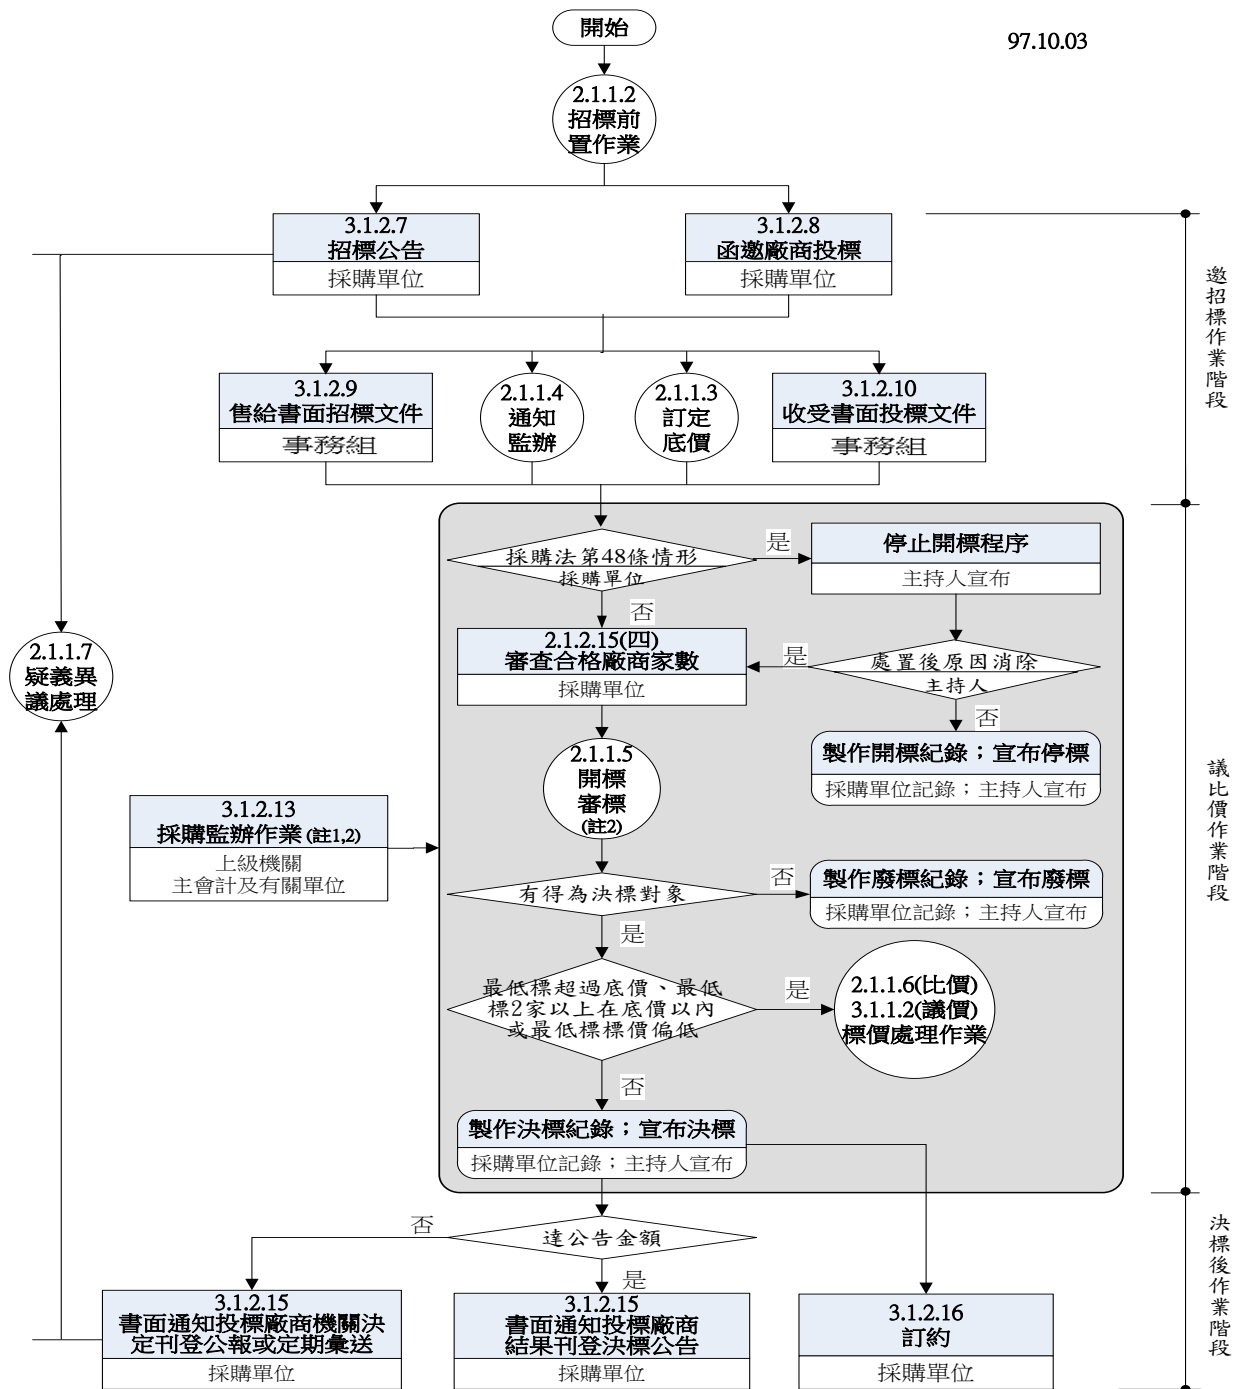 開始
97.10.03
2.1.1.2
招標前
置作業
3.1.2.7
招標公告
採購單位
3.1.2.8
函邀廠商投標
採購單位
邀招標作業階段
3.1.2.9
售給書面招標文件
事務組
2.1.1.4
通知
監辦
2.1.1.3
訂定
底價
3.1.2.10
收受書面投標文件
事務組
採購法第48條情形
採購單位
是
停止開標程序
主持人宣布
否
2.1.2.15(四)
審查合格廠商家數
採購單位
是
處置後原因消除
主持人
否
製作開標紀錄；宣布停標
採購單位記錄；主持人宣布
2.1.1.7
疑義異
議處理
2.1.1.5
開標
審標
(註2)
3.1.2.13
採購監辦作業(註1,2)
上級機關
主會計及有關單位
議比價作業階段
有得為決標對象
否
製作廢標紀錄；宣布廢標
採購單位記錄；主持人宣布
是
最低標超過底價、最低
標2家以上在底價以內
或最低標標價偏低
是
2.1.1.6(比價)
3.1.1.2(議價)
標價處理作業
否
製作決標紀錄；宣布決標
採購單位記錄；主持人宣布
達公告金額
否
是
決標後作業階段
3.1.2.15
書面通知投標廠商機關決
定刊登公報或定期彙送
採購單位
3.1.2.15
書面通知投標廠商
結果刊登決標公告
採購單位
3.1.2.16
訂約
採購單位